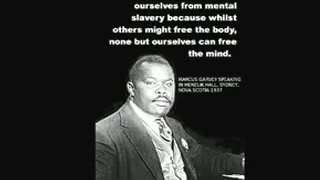 ourselves from mental
slavery because whilst
others might free the body,
none but ourselves can free
the mind.
MARCUS GARVEY SPEAKING
IN MENELIK HALL, SYDNEY,
NOVA SCOTIA 1937